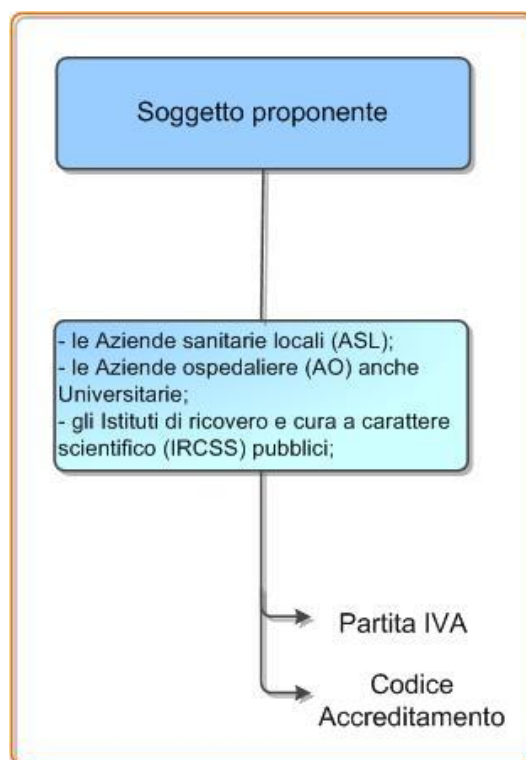 Soggetto proponente
- le Aziende sanitarie locali (ASL);
- le Aziende ospedaliere (AO) anche
Universitarie;
- gli Istituti di ricovero e cura a carattere
scientifico (IRCSS) pubblici;
Partita IVA
Codice
Accreditamento